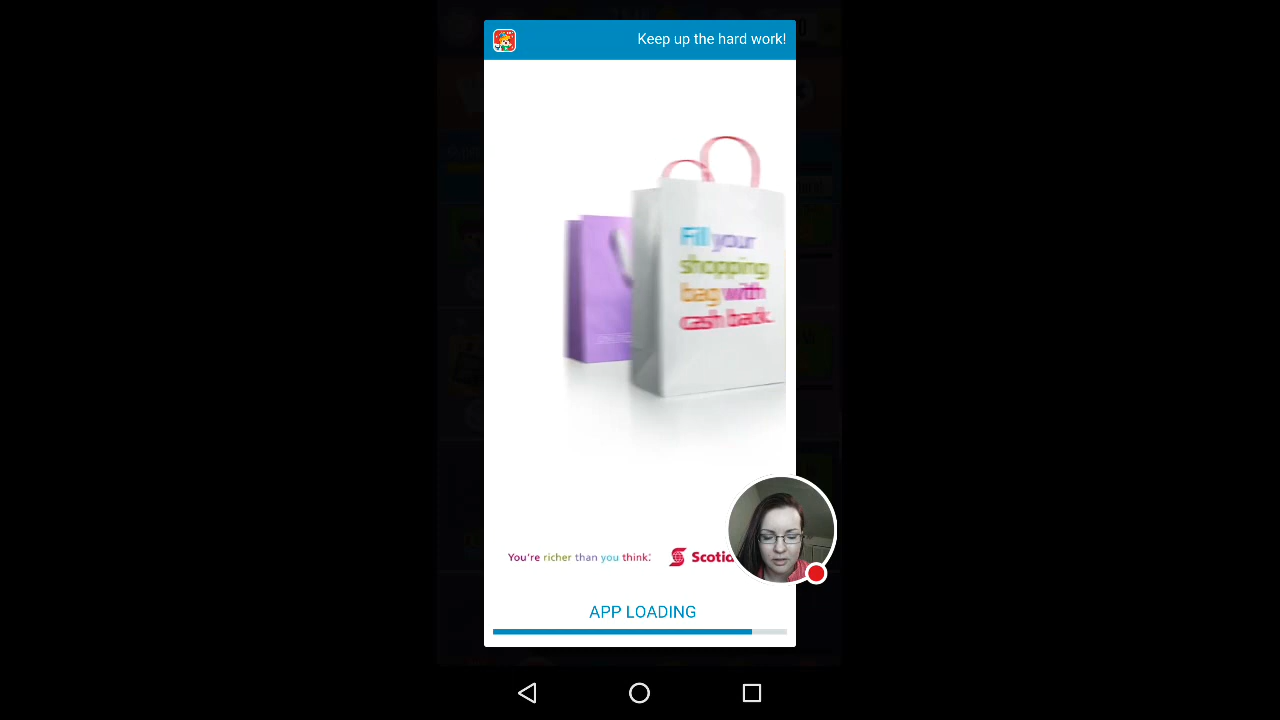 Keep up the hard work!
Fill your
shopping
bag with
cash back.
You're richer than you think.
Scotia
APP LOADING